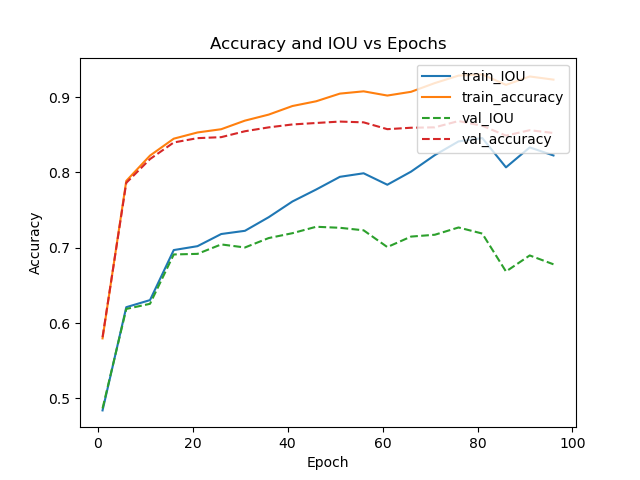 Accuracy and IOU vs Epochs
train_IOU
train_accuracy
val_IOU
val_accuracy
Accuracy
0.9
0.8
0.7
0.6
0.5
0 20 40 60 80 100
Epoch